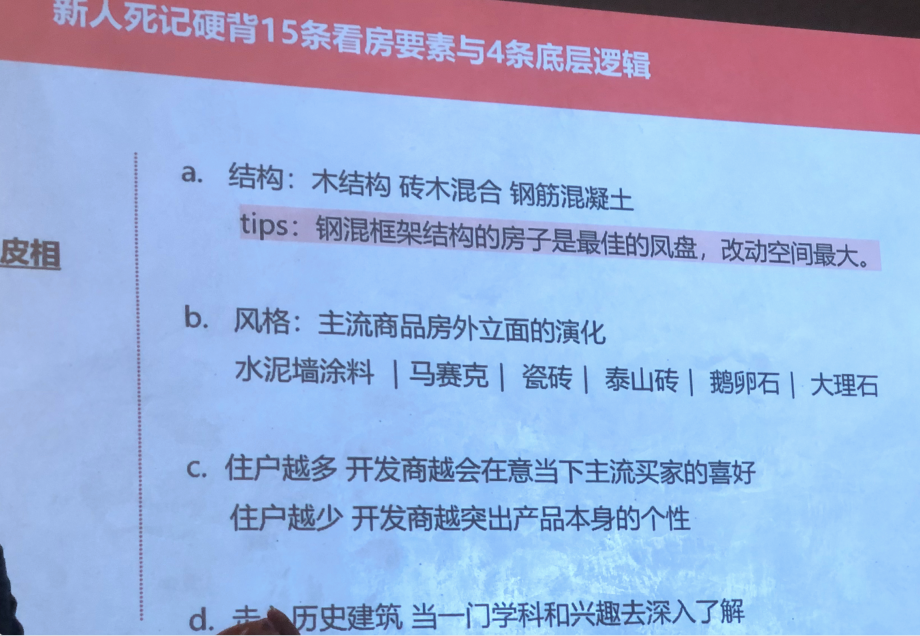 新人死记硬背15条看房要素与4条底层逻辑
皮相
a. 结构：木结构 砖木混合 钢筋混凝土
tips：钢混框架结构的房子是最佳的凤盘，改动空间最大。
b. 风格：主流商品房外立面的演化
水泥墙涂料 | 马赛克 | 瓷砖 | 泰山砖 | 鹅卵石 | 大理石
c. 住户越多 开发商越会在意当下主流买家的喜好
住户越少 开发商越突出产品本身的个性
d. 历史建筑 当一门学科和兴趣去深入了解